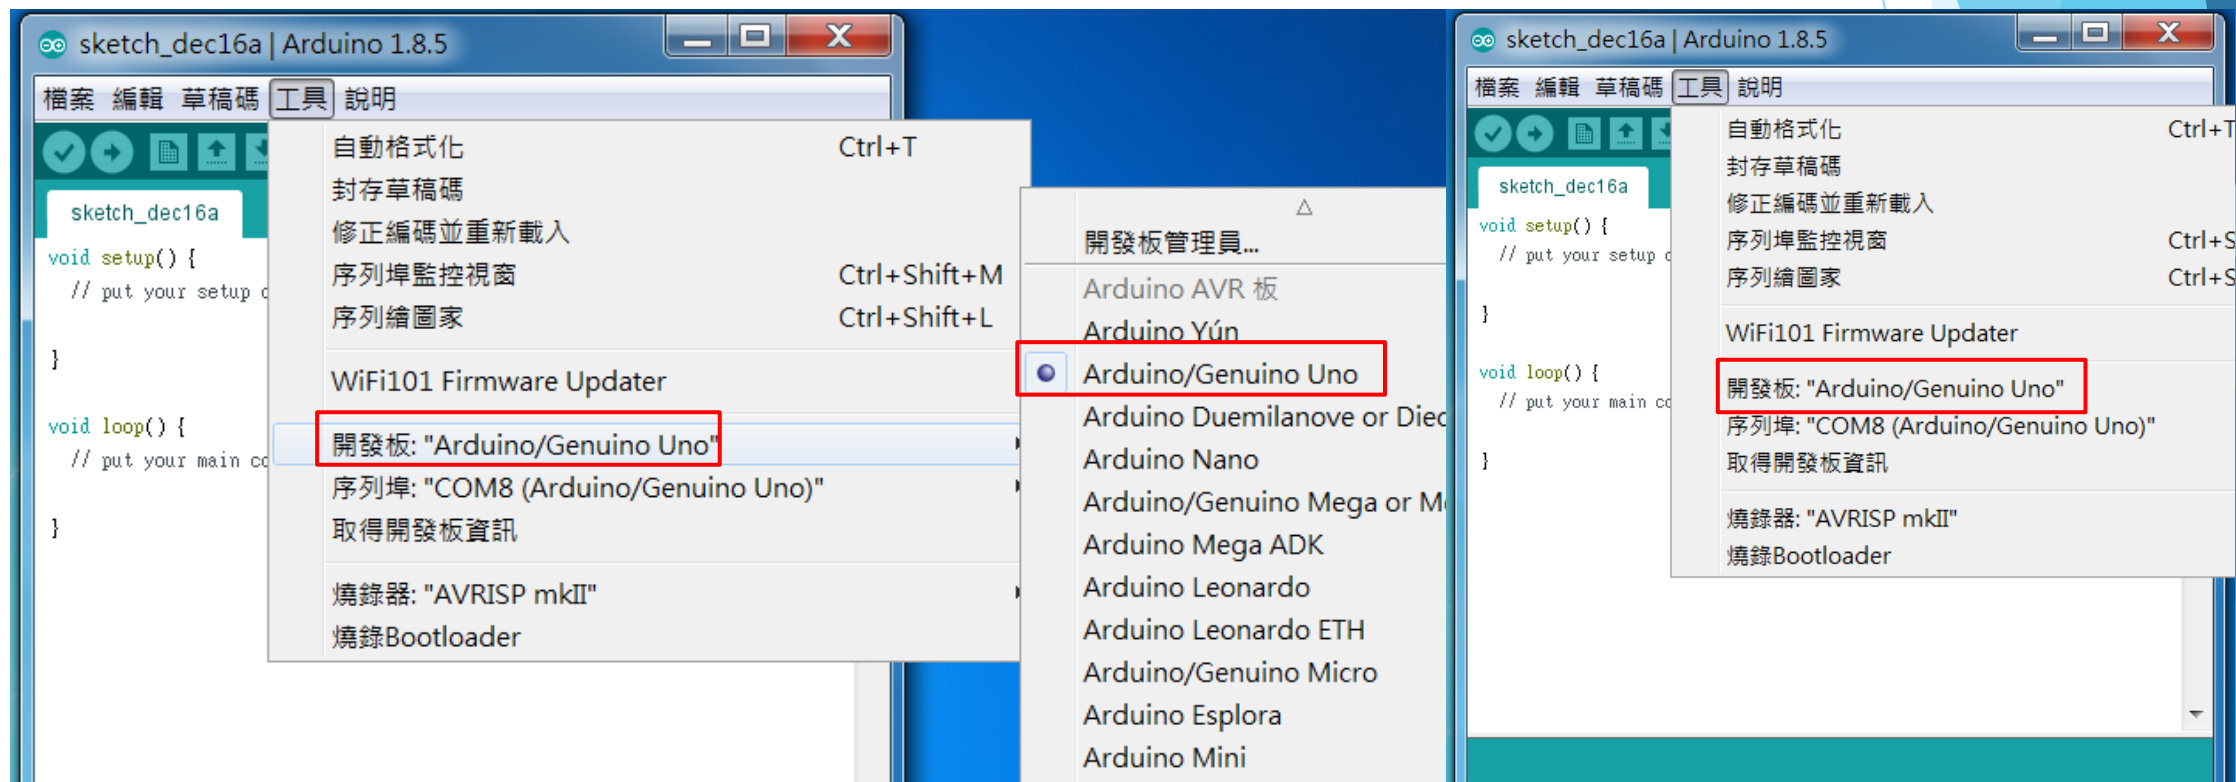 sketch_dec16a | Arduino 1.8.5
檔案 編輯 草稿碼 工具 說明
sketch_dec16a
void setup() {
// put your setup
}
void loop() {
// put your main
}
自動格式化 Ctrl+T
封存草稿碼
修正編碼並重新載入
序列埠監控視窗 Ctrl+Shift+M
序列繪圖家 Ctrl+Shift+L
WiFi101 Firmware Updater
開發板: "Arduino/Genuino Uno"
序列埠: "COM8 (Arduino/Genuino Uno)"
取得開發板資訊
燒錄器: "AVRISP mkII"
燒錄Bootloader
開發板管理員...
Arduino AVR 板
Arduino Yún
Arduino/Genuino Uno
Arduino Duemilanove or
Arduino Nano
Arduino/Genuino Mega or
Arduino Mega ADK
Arduino Leonardo
Arduino Leonardo ETH
Arduino/Genuino Micro
Arduino Esplora
Arduino Mini
sketch_dec16a | Arduino 1.8.5
檔案 編輯 草稿碼 工具 說明
sketch_dec16a
void setup() {
// put your setup
}
void loop() {
// put your main
}
自動格式化 Ctrl+T
封存草稿碼
修正編碼並重新載入
序列埠監控視窗 Ctrl+S
序列繪圖家 Ctrl+S
WiFi101 Firmware Updater
開發板: "Arduino/Genuino Uno"
序列埠: "COM8 (Arduino/Genuino Uno)"
取得開發板資訊
燒錄器: "AVRISP mkII"
燒錄Bootloader